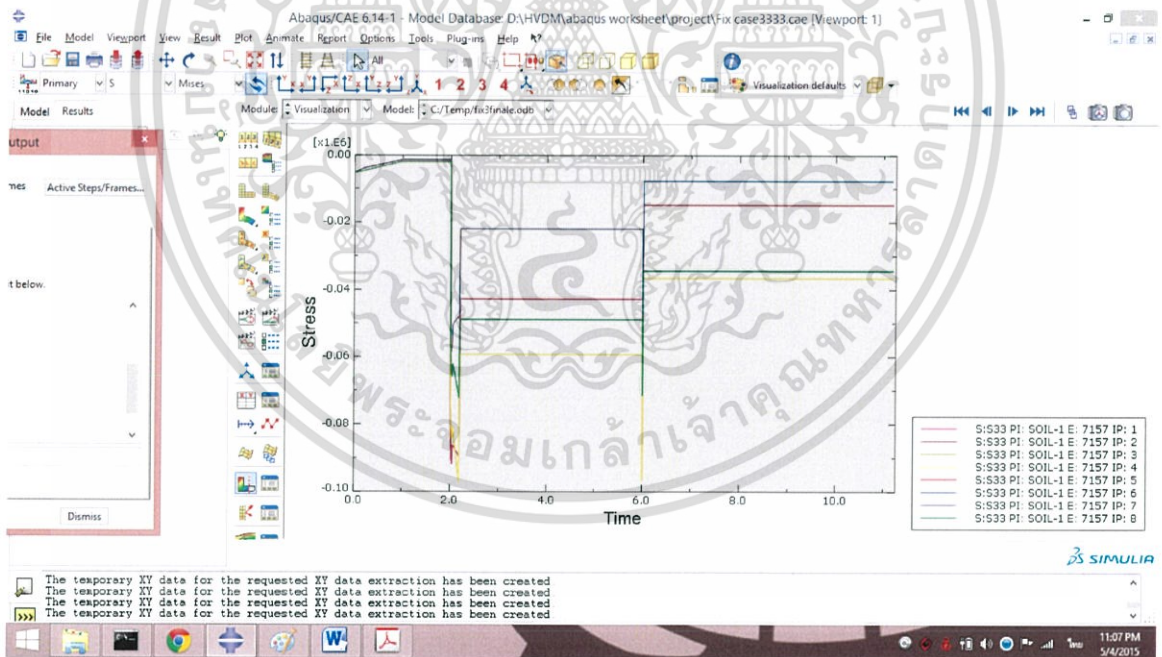 Abaqus/CAE 6.14-1 - Model Database: D:\HVDM\abaqus worksheet\project\Fix case3333.cae [Viewport: 1]
File Model Viewport View Result Plot Animate Report Options Tools Plug-ins Help
All
1 2 3 4
Primary S Mises Visualization defaults
Model Results Module: Visualization Model: C:/Temp/fix3finale.odb
utput
mes Active Steps/Frames...
t below.
Dismiss
[x1.E6]
0.00
-0.02
-0.04
-0.06
-0.08
-0.10
Stress
0.0 2.0 4.0 6.0 8.0 10.0
Time
S:S33 PI: SOIL-1 E: 7157 IP: 1
S:S33 PI: SOIL-1 E: 7157 IP: 2
S:S33 PI: SOIL-1 E: 7157 IP: 3
S:S33 PI: SOIL-1 E: 7157 IP: 4
S:S33 PI: SOIL-1 E: 7157 IP: 5
S:S33 PI: SOIL-1 E: 7157 IP: 6
S:S33 PI: SOIL-1 E: 7157 IP: 7
S:S33 PI: SOIL-1 E: 7157 IP: 8
SIMULIA
The temporary XY data for the requested XY data extraction has been created
The temporary XY data for the requested XY data extraction has been created
The temporary XY data for the requested XY data extraction has been created
The temporary XY data for the requested XY data extraction has been created
ไทย
11:07 PM
5/4/2015